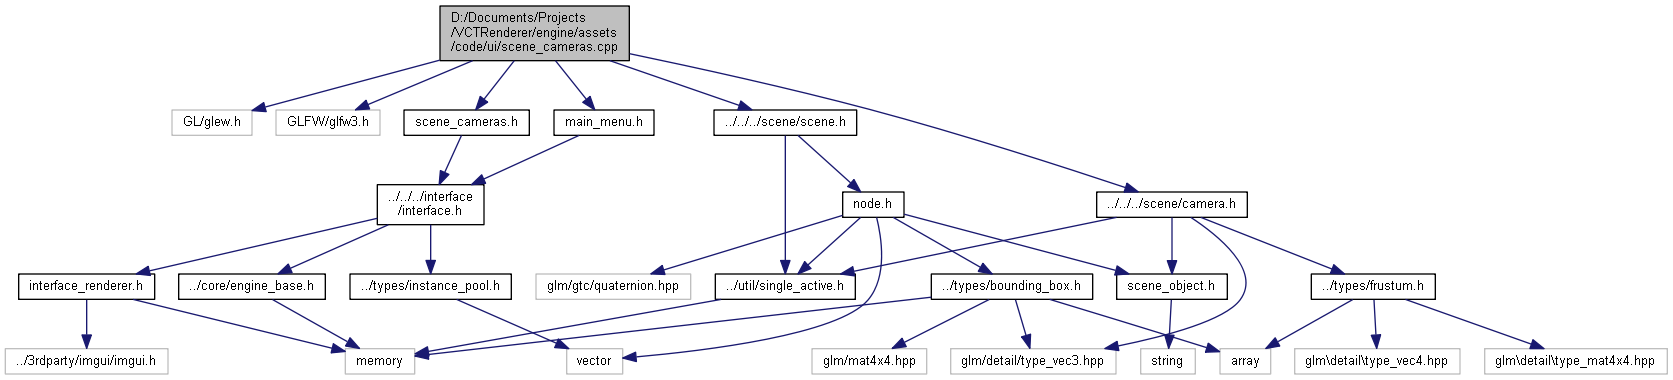 D:/Documents/Projects
/VCTRenderer/engine/assets
/code/ui/scene_cameras.cpp
GL/glew.h
GLFW/glfw3.h
scene_cameras.h
main_menu.h
../../../scene/scene.h
../../../interface
/interface.h
node.h
../../../scene/camera.h
interface_renderer.h
../core/engine_base.h
../types/instance_pool.h
glm/gtc/quaternion.hpp
../util/single_active.h
../types/bounding_box.h
scene_object.h
../types/frustum.h
../3rdparty/imgui/imgui.h
memory
vector
glm/mat4x4.hpp
glm/detail/type_vec3.hpp
string
array
glm\detail\type_vec4.hpp
glm\detail\type_mat4x4.hpp